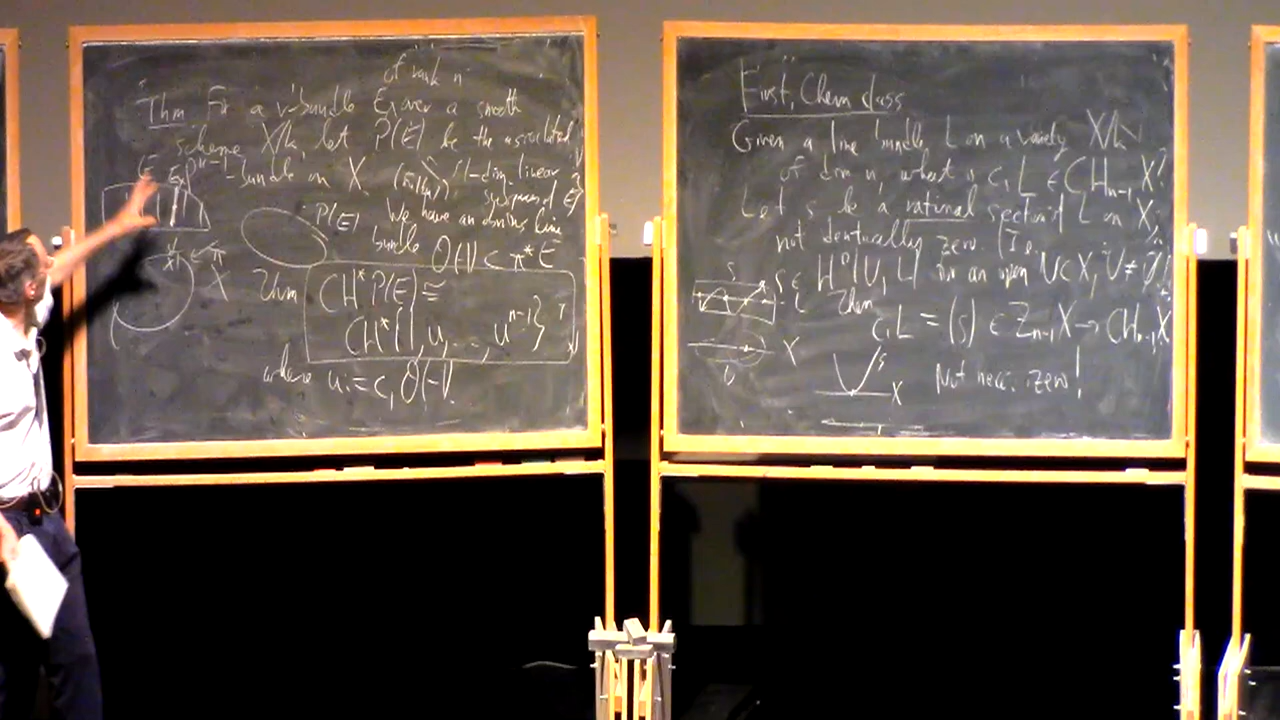 of rank n
Thm For a v. bundle E over a smooth
scheme X/k, let P(E) be the associated
P^{n-1}-bundle on X. 1-dim. linear
subspaces of E
E
P(E) We have an obvious line
bundle O(-1) ⊂ π*E
π
X
Thm CH*P(E) ≅
CH*{1, u, ..., u^{n-1}}
where u := c₁O(-1).
First Chern class
Given a line bundle L on a variety X/k
of dim n, what is c₁L ∈ CH_{n-1}X?
Let s be a rational section of L on X,
not identically zero. (I.e.
s ∈ H⁰(U, L) for an open U ⊂ X, U ≠ ∅)
s
L
Then
c₁L = (s) ∈ Z_{n-1}X → CH_{n-1}X
X
U
s
X
Not nec. zero!